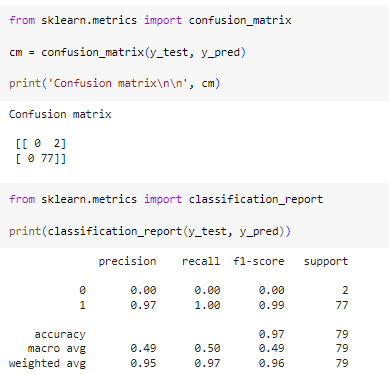 from sklearn.metrics import confusion_matrix
cm = confusion_matrix(y_test, y_pred)
print('Confusion matrix\n\n', cm)
Confusion matrix
[[ 0  2]
[ 0 77]]
from sklearn.metrics import classification_report
print(classification_report(y_test, y_pred))
precision recall f1-score support
0 0.00 0.00 0.00 2
1 0.97 1.00 0.99 77
accuracy 0.97 79
macro avg 0.49 0.50 0.49 79
weighted avg 0.95 0.97 0.96 79